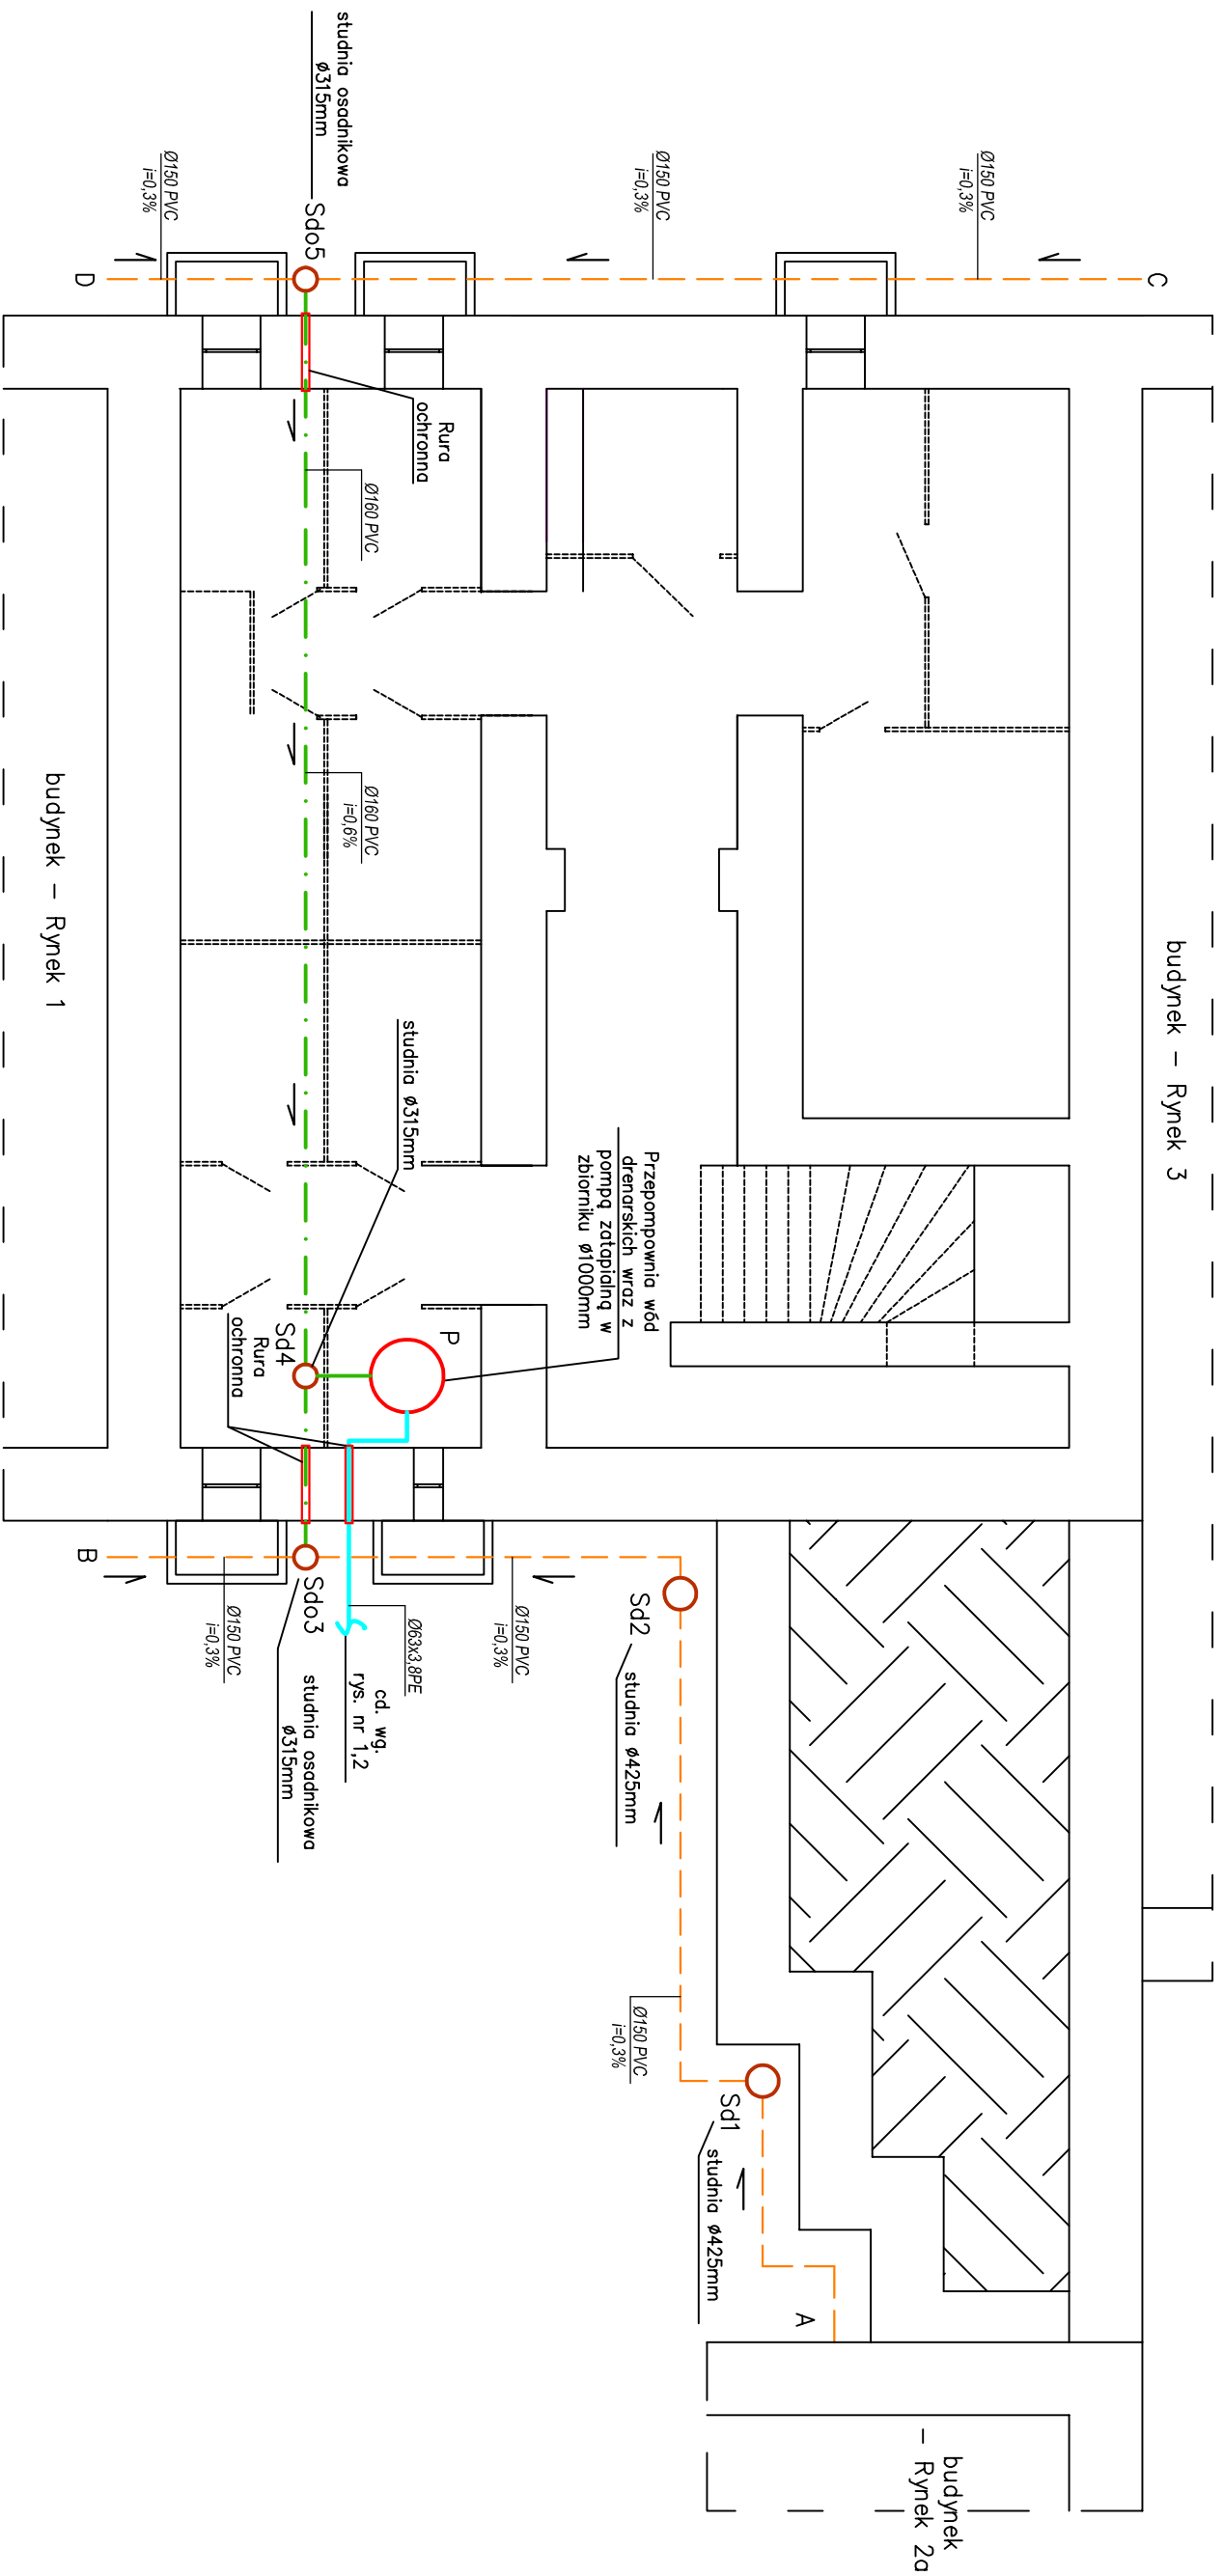 budynek – Rynek 3
budynek
– Rynek 2a
budynek – Rynek 1
C
Ø150 PVC
i=0,3%
Ø150 PVC
i=0,3%
Ø150 PVC
i=0,3%
D
Sdo5
studnia osadnikowa
ø315mm
Rura
ochronna
Ø160 PVC
Ø160 PVC
i=0,6%
studnia ø315mm
Przepompownia wód
drenarskich wraz z
pompą zatapialną w
zbiorniku ø1000mm
P
Sd4
Rura
ochronna
B
Sdo3
studnia osadnikowa
ø315mm
Ø150 PVC
i=0,3%
Ø63x3,8PE
cd. wg.
rys. nr 1,2
Ø150 PVC
i=0,3%
Sd2
studnia ø425mm
Ø150 PVC
i=0,3%
Sd1
studnia ø425mm
A